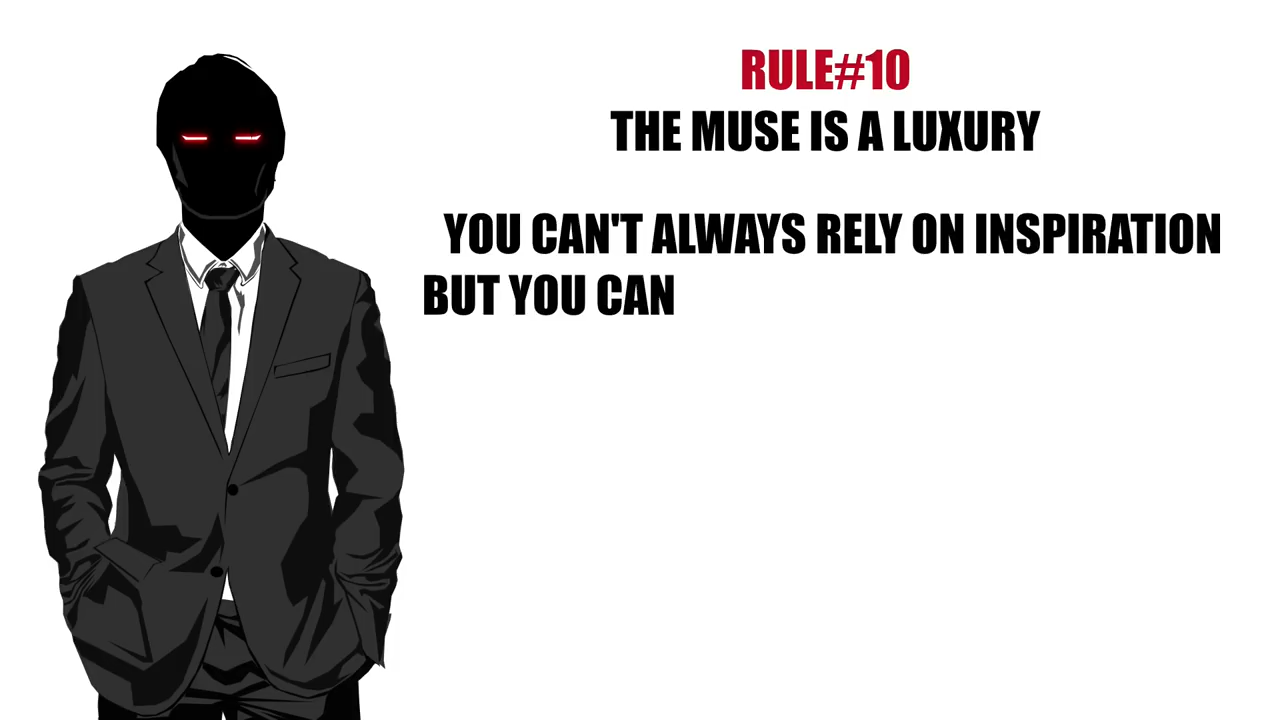 RULE#10
THE MUSE IS A LUXURY
YOU CAN'T ALWAYS RELY ON INSPIRATION
BUT YOU CAN